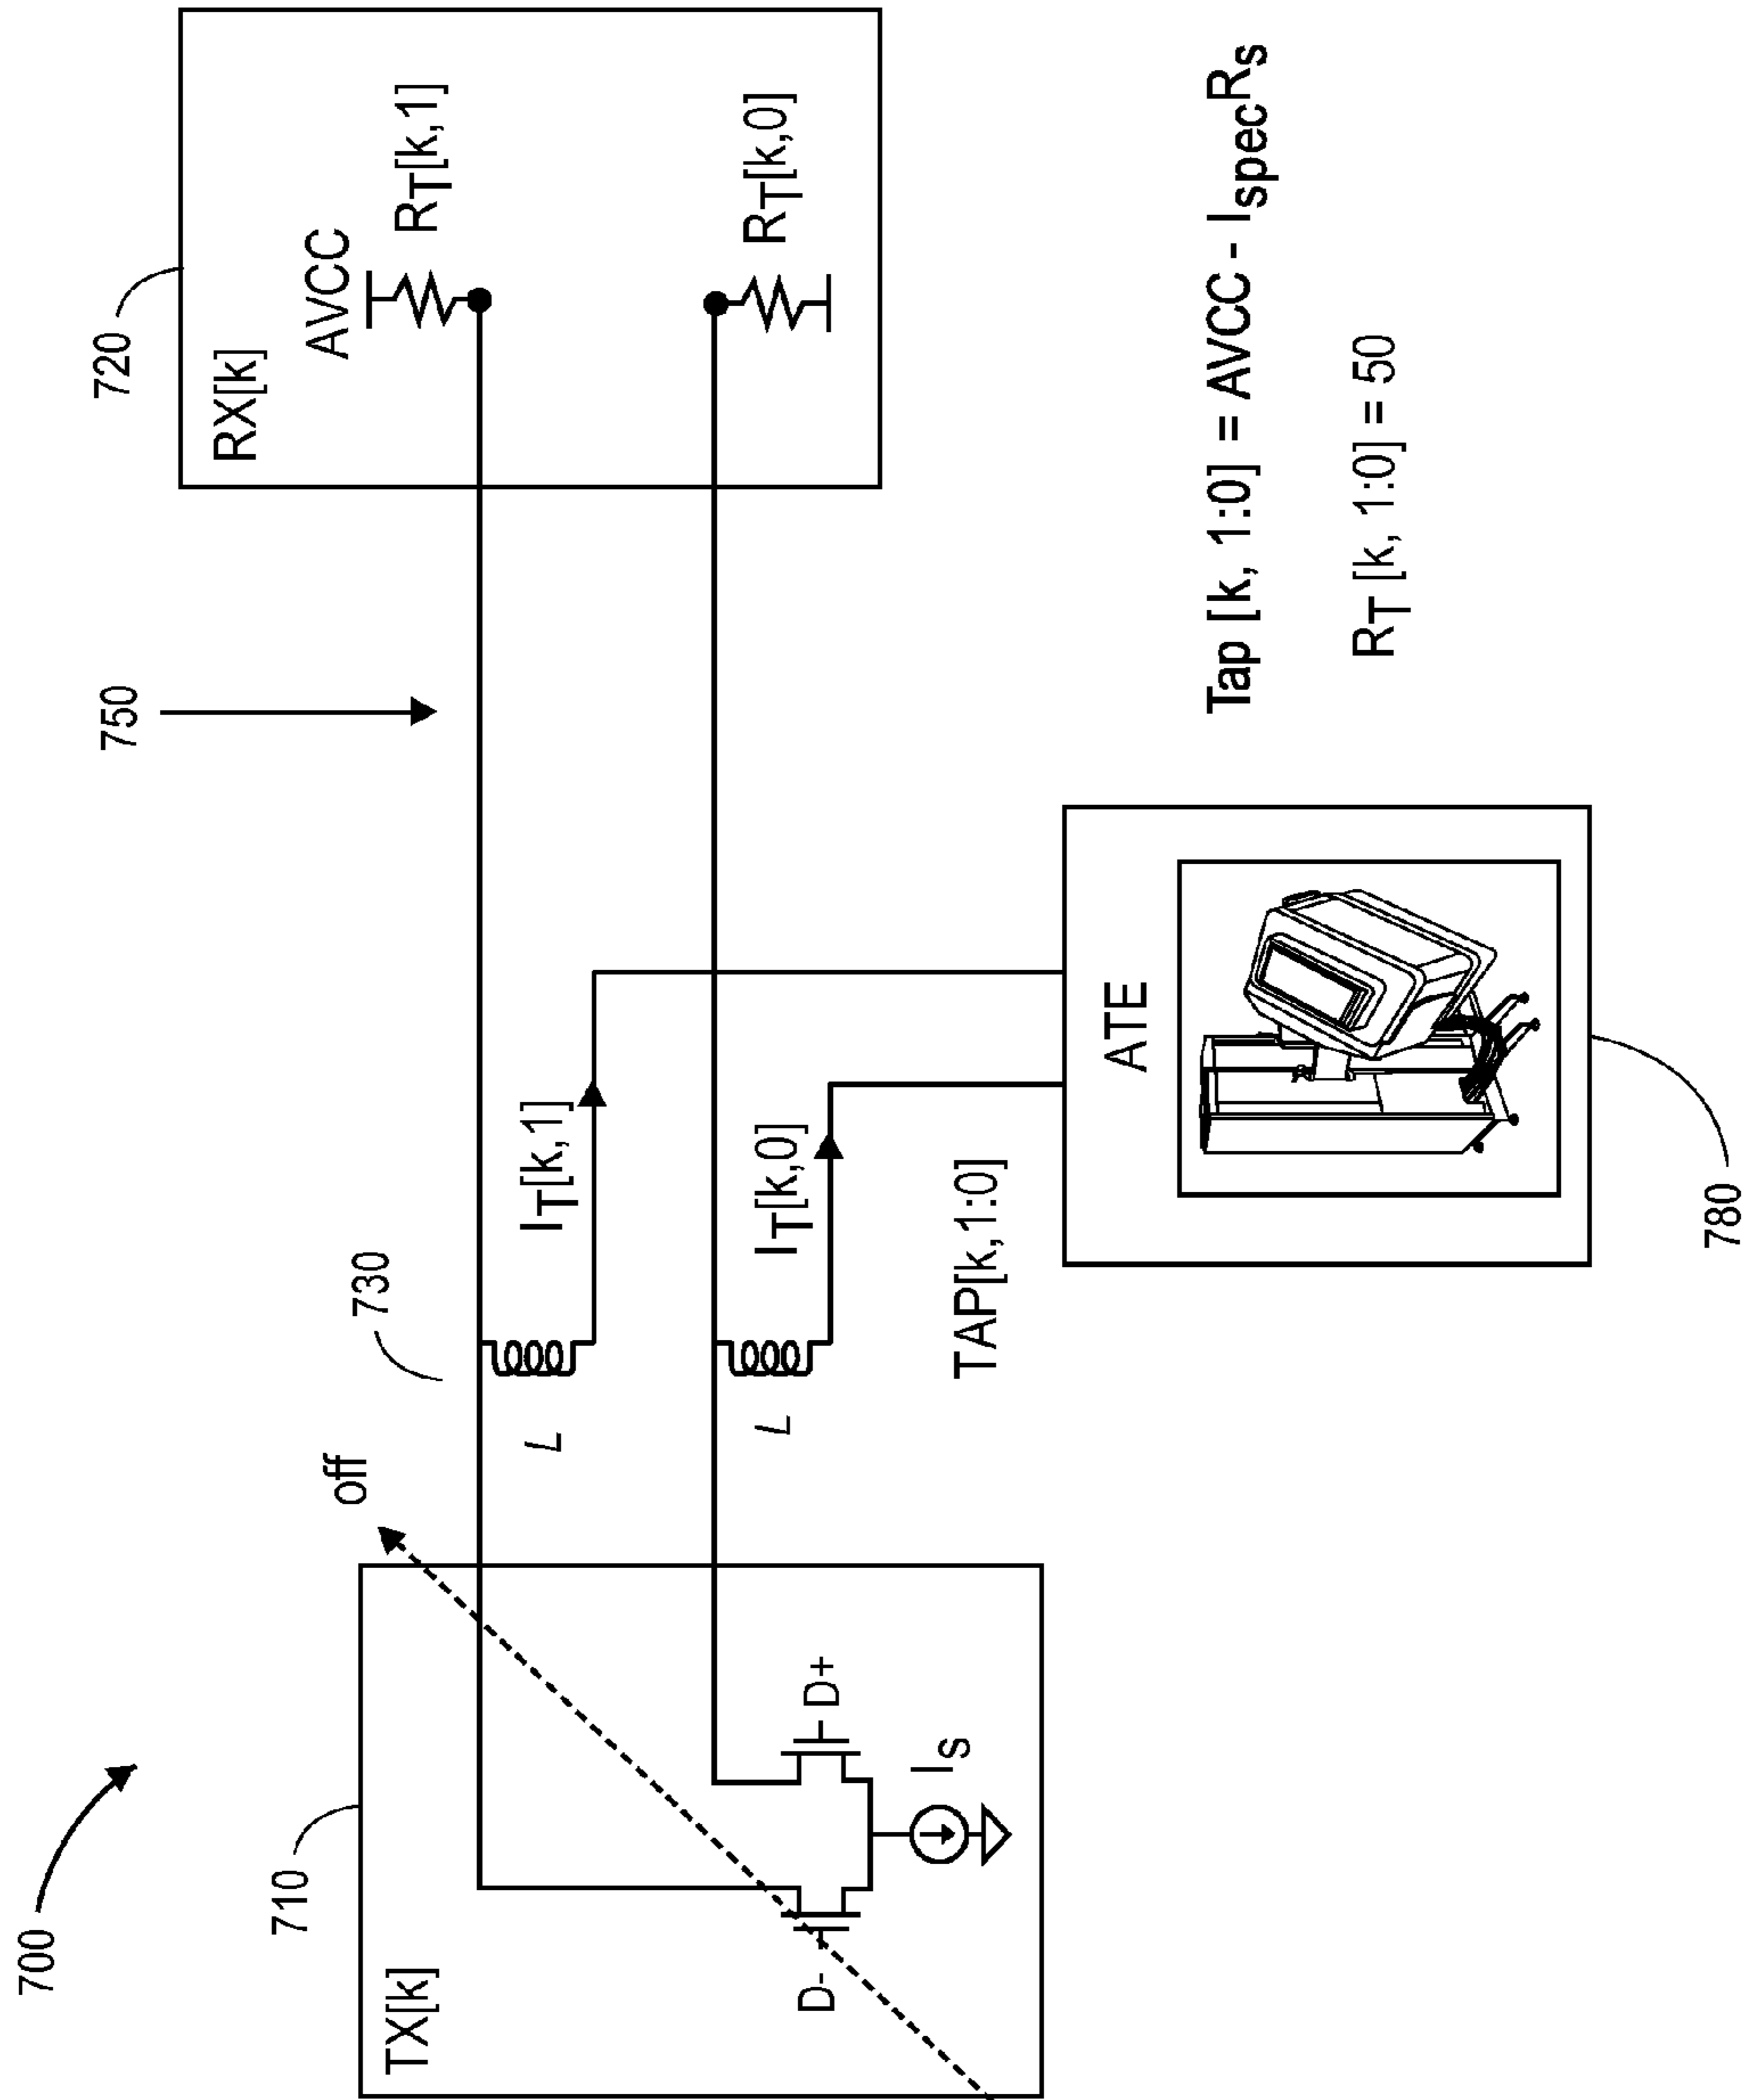 700
710
TX[k]
D-
D+
IS
off
730
L
L
IT[k,1]
IT[k,0]
TAP[k,1:0]
750
720
RX[k]
AVCC
RT[k,1]
RT[k,0]
ATE
780
Tap [k, 1:0] = AVCC - IspecRs
RT [k, 1:0] = 50